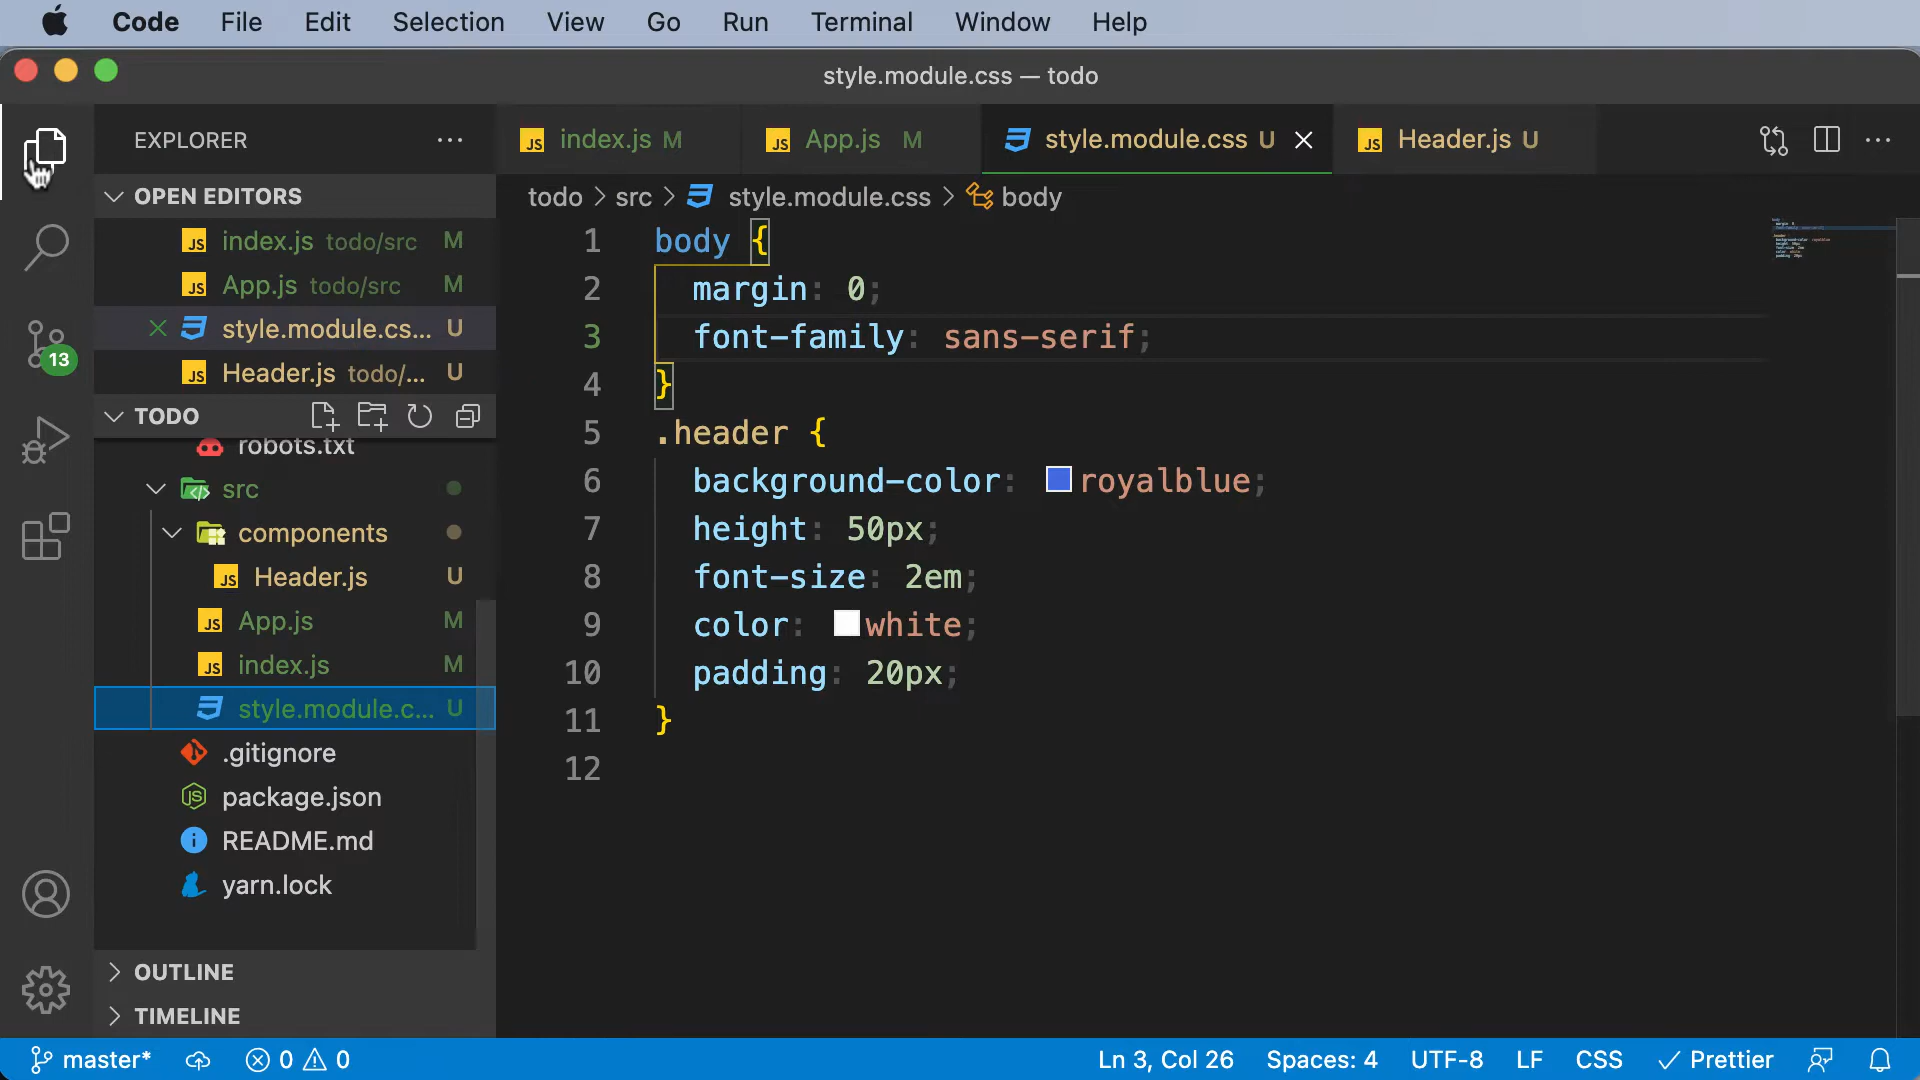 Code File Edit Selection View Go Run Terminal Window Help
style.module.css — todo
EXPLORER ···
index.js M
App.js M
style.module.css U
Header.js U
OPEN EDITORS
index.js todo/src M
App.js todo/src M
style.module.cs... U
Header.js todo/... U
TODO
robots.txt
src
components
Header.js U
App.js M
index.js M
style.module.c... U
.gitignore
package.json
README.md
yarn.lock
OUTLINE
TIMELINE
13
todo > src > style.module.css > body
1 body {
2 margin: 0;
3 font-family: sans-serif;
4 }
5 .header {
6 background-color: royalblue;
7 height: 50px;
8 font-size: 2em;
9 color: white;
10 padding: 20px;
11 }
12
master* 0 0 Ln 3, Col 26 Spaces: 4 UTF-8 LF CSS Prettier